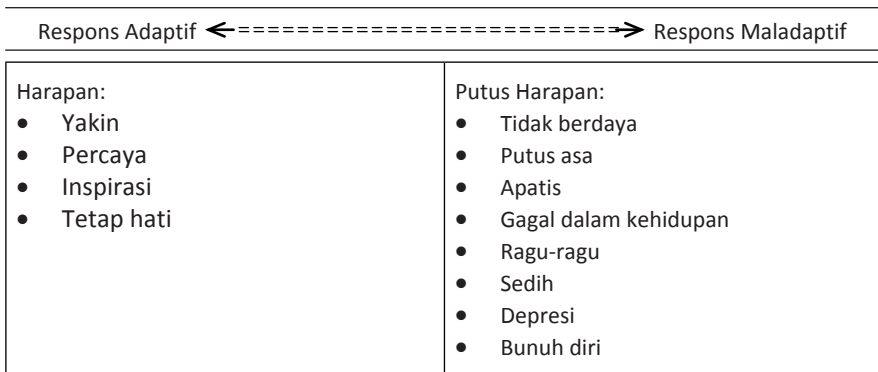 Respons Adaptif <==========================> Respons Maladaptif
Harapan:
• Yakin
• Percaya
• Inspirasi
• Tetap hati
Putus Harapan:
• Tidak berdaya
• Putus asa
• Apatis
• Gagal dalam kehidupan
• Ragu-ragu
• Sedih
• Depresi
• Bunuh diri